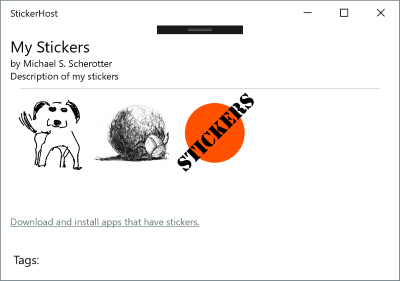 StickerHost
My Stickers
by Michael S. Scherotter
Description of my stickers
STICKERS
Download and install apps that have stickers.
Tags: